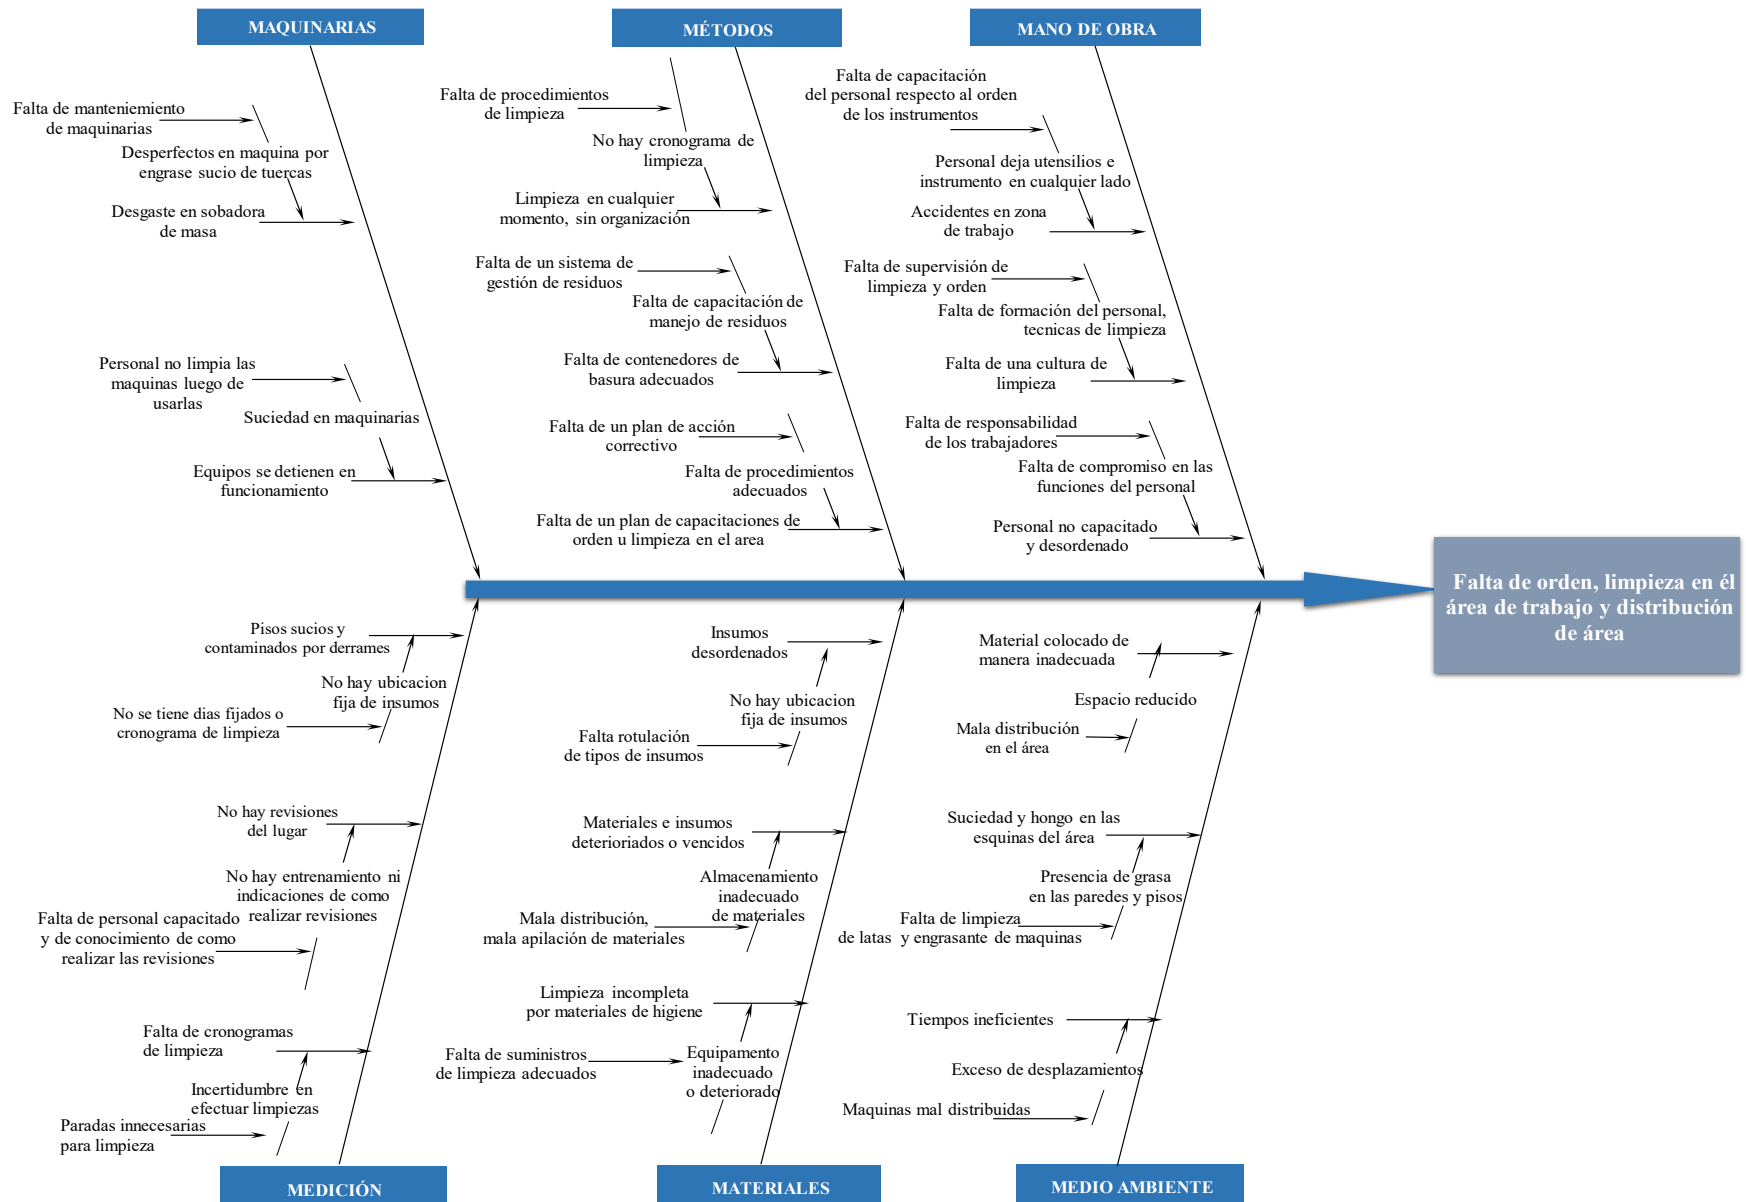 MAQUINARIAS
MÉTODOS
MANO DE OBRA
Falta de manteniemiento
de maquinarias
Desperfectos en maquina por
engrase sucio de tuercas
Desgaste en sobadora
de masa
Personal no limpia las
maquinas luego de
usarlas
Suciedad en maquinarias
Equipos se detienen en
funcionamiento
Falta de procedimientos
de limpieza
No hay cronograma de
limpieza
Limpieza en cualquier
momento, sin organización
Falta de un sistema de
gestión de residuos
Falta de capacitación de
manejo de residuos
Falta de contenedores de
basura adecuados
Falta de un plan de acción
correctivo
Falta de procedimientos
adecuados
Falta de un plan de capacitaciones de
orden u limpieza en el area
Falta de capacitación
del personal respecto al orden
de los instrumentos
Personal deja utensilios e
instrumento en cualquier lado
Accidentes en zona
de trabajo
Falta de supervisión de
limpieza y orden
Falta de formación del personal,
tecnicas de limpieza
Falta de una cultura de
limpieza
Falta de responsabilidad
de los trabajadores
Falta de compromiso en las
funciones del personal
Personal no capacitado
y desordenado
Falta de orden, limpieza en él
área de trabajo y distribución
de área
Pisos sucios y
contaminados por derrames
No hay ubicacion
fija de insumos
No se tiene dias fijados o
cronograma de limpieza
No hay revisiones
del lugar
No hay entrenamiento ni
indicaciones de como
realizar revisiones
Falta de personal capacitado
y de conocimiento de como
realizar las revisiones
Falta de cronogramas
de limpieza
Incertidumbre en
efectuar limpiezas
Paradas innecesarias
para limpieza
Insumos
desordenados
No hay ubicacion
fija de insumos
Falta rotulación
de tipos de insumos
Materiales e insumos
deterioriados o vencidos
Almacenamiento
inadecuado
de materiales
Mala distribución,
mala apilación de materiales
Limpieza incompleta
por materiales de higiene
Falta de suministros
de limpieza adecuados
Equipamento
inadecuado
o deteriorado
Material colocado de
manera inadecuada
Espacio reducido
Mala distribución
en el área
Suciedad y hongo en las
esquinas del área
Presencia de grasa
en las paredes y pisos
Falta de limpieza
de latas y engrasante de maquinas
Tiempos ineficientes
Exceso de desplazamientos
Maquinas mal distribuidas
MEDICIÓN
MATERIALES
MEDIO AMBIENTE